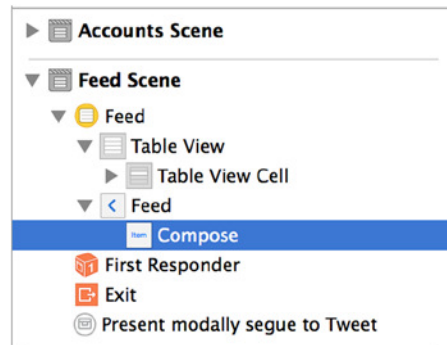 Accounts Scene
Feed Scene
Feed
Table View
Table View Cell
Feed
Item Compose
First Responder
Exit
Present modally segue to Tweet